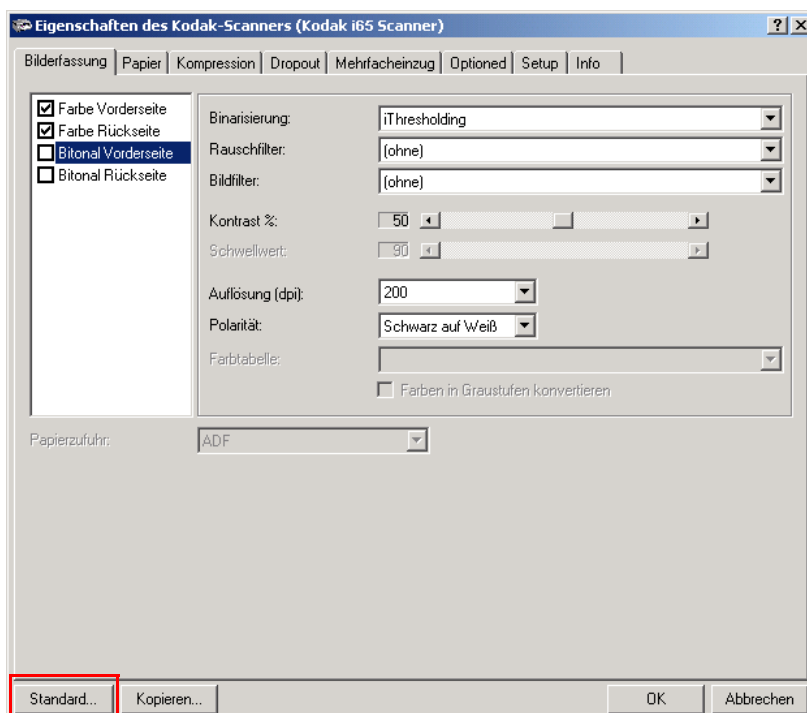 Eigenschaften des Kodak-Scanners (Kodak i65 Scanner)
Bilderfassung Papier Kompression Dropout Mehrfacheinzug Optioned Setup Info
Farbe Vorderseite
Farbe Rückseite
Bitonal Vorderseite
Bitonal Rückseite
Binarisierung: iThresholding
Rauschfilter: (ohne)
Bildfilter: (ohne)
Kontrast %: 50
Schwellwert: 90
Auflösung (dpi): 200
Polarität: Schwarz auf Weiß
Farbtabelle:
Farben in Graustufen konvertieren
Papierzufuhr: ADF
Standard... Kopieren... OK Abbrechen